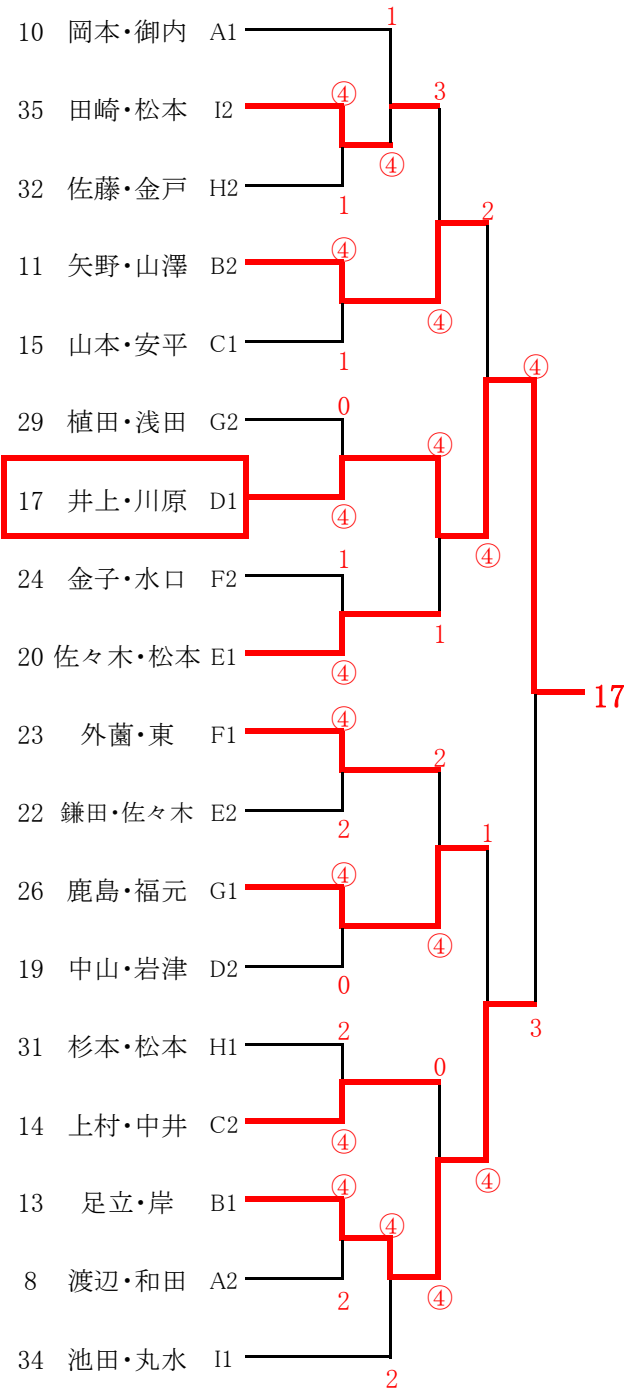 1
10 岡本・御内 A1
④ 3
35 田崎・松本 I2
④
32 佐藤・金戸 H2
1 2
④
11 矢野・山澤 B2
④
15 山本・安平 C1
1 ④
0
29 植田・浅田 G2
④
17 井上・川原 D1
④
1 ④
24 金子・水口 F2
1
20 佐々木・松本 E1
④
17
④
23 外薗・東 F1
2
22 鎌田・佐々木 E2
2 1
④
26 鹿島・福元 G1
④
19 中山・岩津 D2
0
2 3
31 杉本・松本 H1
0
14 上村・中井 C2
④
④ ④
13 足立・岸 B1
④
8 渡辺・和田 A2
2 ④
34 池田・丸水 I1
2